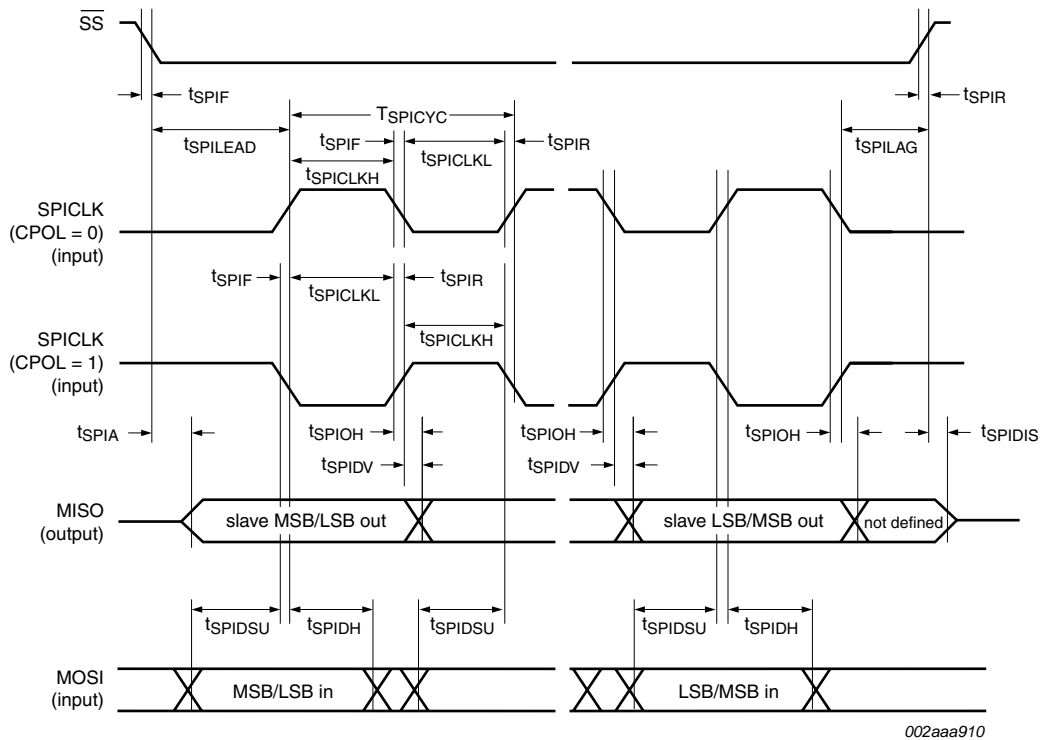 SS
tSPIF
TSPICYC
tSPIR
tSPILEAD
tSPIF
tSPICLKL
tSPIR
tSPILAG
tSPICLKH
SPICLK
(CPOL = 0)
(input)
tSPIF
tSPICLKL
tSPIR
tSPICLKH
SPICLK
(CPOL = 1)
(input)
tSPIA
tSPIOH
tSPIOH
tSPIOH
tSPIDIS
tSPIDV
tSPIDV
MISO
(output)
slave MSB/LSB out
slave LSB/MSB out
not defined
tSPIDSU
tSPIDH
tSPIDSU
tSPIDSU
tSPIDH
MOSI
(input)
MSB/LSB in
LSB/MSB in
002aaa910